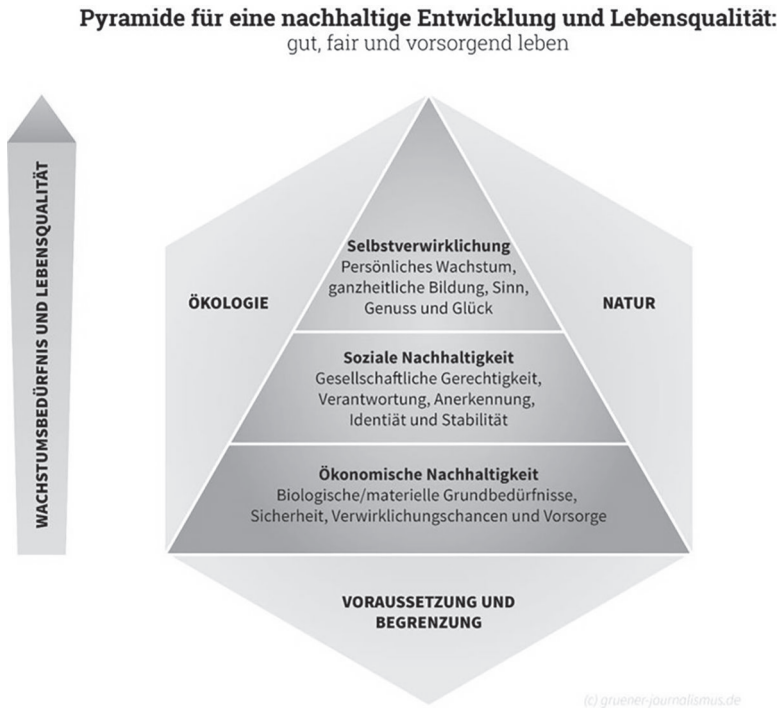 Pyramide für eine nachhaltige Entwicklung und Lebensqualität:
gut, fair und vorsorgend leben
WACHSTUMSBEDÜRFNIS UND LEBENSQUALITÄT
ÖKOLOGIE
Selbstverwirklichung
Persönliches Wachstum,
ganzheitliche Bildung, Sinn,
Genuss und Glück
NATUR
Soziale Nachhaltigkeit
Gesellschaftliche Gerechtigkeit,
Verantwortung, Anerkennung,
Identiät und Stabilität
Ökonomische Nachhaltigkeit
Biologische/materielle Grundbedürfnisse,
Sicherheit, Verwirklichungschancen und Vorsorge
VORAUSSETZUNG UND
BEGRENZUNG
(c) gruener-journalismus.de